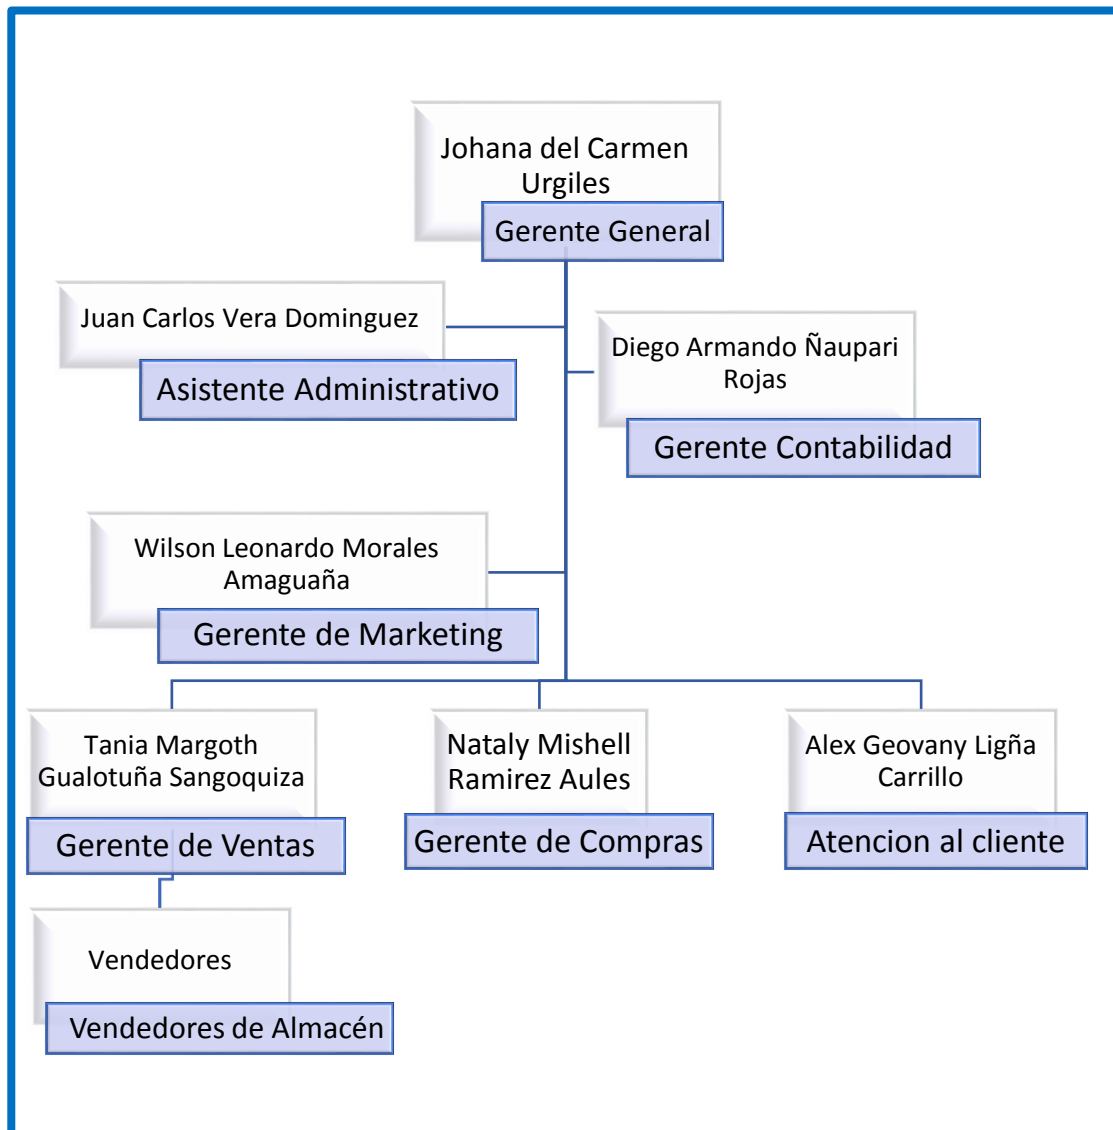 Johana del Carmen
Urgiles
Gerente General
Juan Carlos Vera Dominguez
Asistente Administrativo
Diego Armando Ñaupari
Rojas
Gerente Contabilidad
Wilson Leonardo Morales
Amaguaña
Gerente de Marketing
Tania Margoth
Gualotuña Sangoquiza
Gerente de Ventas
Nataly Mishell
Ramirez Aules
Gerente de Compras
Alex Geovany Ligña
Carrillo
Atencion al cliente
Vendedores
Vendedores de Almacén